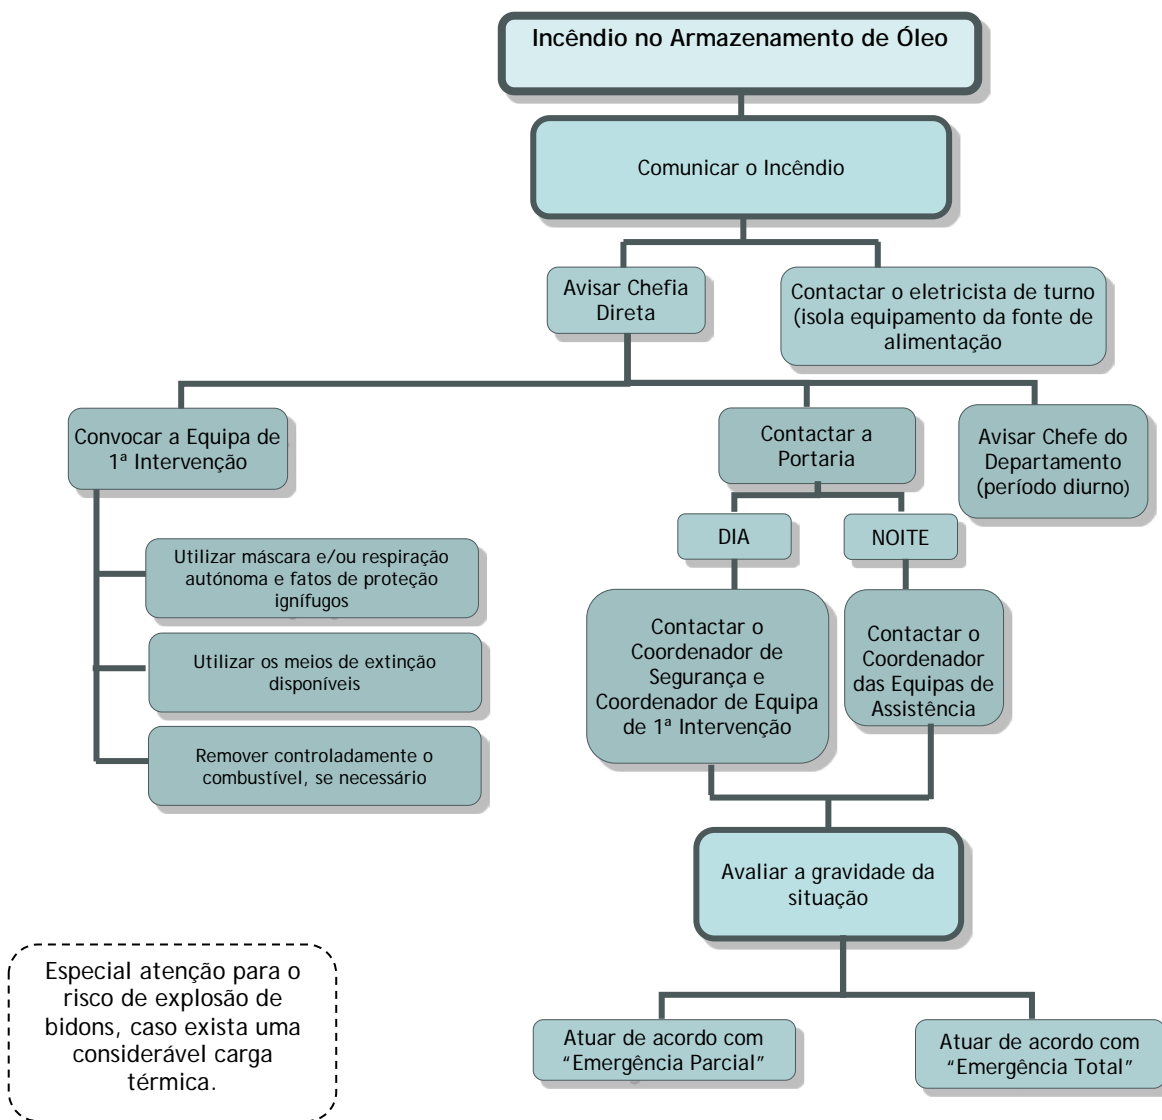 Incêndio no Armazenamento de Óleo
Comunicar o Incêndio
Avisar Chefia
Direta
Contactar o eletricista de turno
(isola equipamento da fonte de
alimentação
Convocar a Equipa de
1ª Intervenção
Contactar a
Portaria
Avisar Chefe do
Departamento
(período diurno)
DIA
NOITE
Utilizar máscara e/ou respiração
autónoma e fatos de proteção
ignífugos
Utilizar os meios de extinção
disponíveis
Remover controladamente o
combustível, se necessário
Contactar o
Coordenador de
Segurança e
Coordenador de Equipa
de 1ª Intervenção
Contactar o
Coordenador
das Equipas de
Assistência
Avaliar a gravidade da
situação
Especial atenção para o
risco de explosão de
bidons, caso exista uma
considerável carga
térmica.
Atuar de acordo com
“Emergência Parcial”
Atuar de acordo com
“Emergência Total”